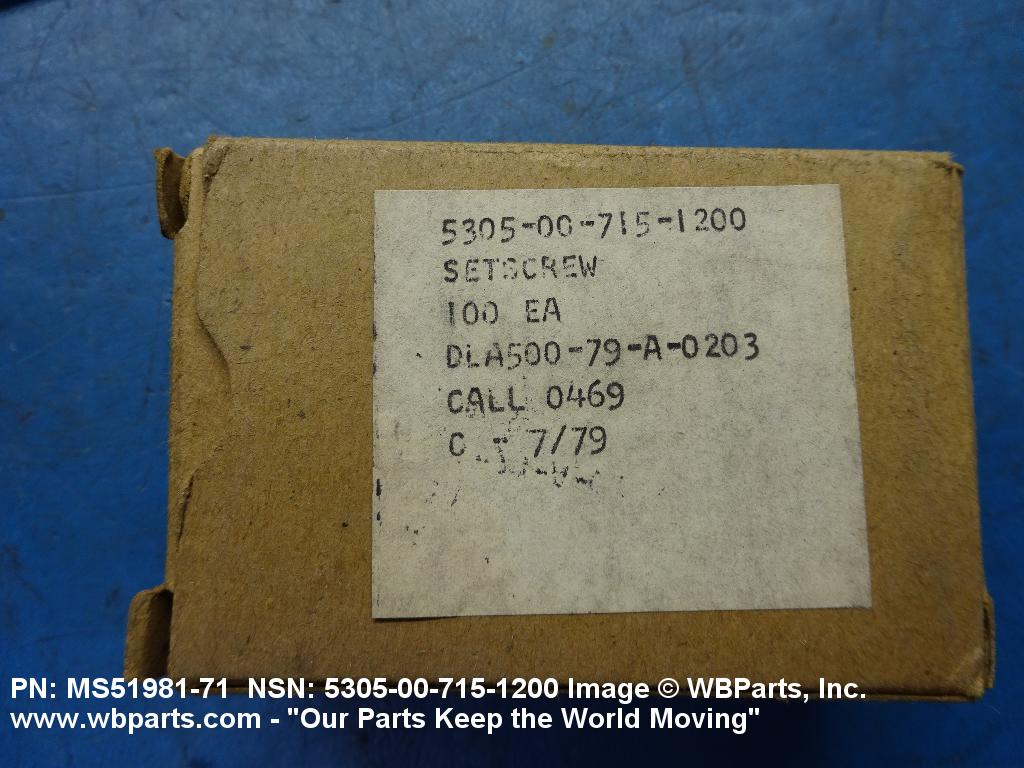 5305-00-715-1200
SETSCREW
100 EA
DLA500-79-A-0203
CALL 0469
C - 7/79
PN: MS51981-71 NSN: 5305-00-715-1200 Image © WBParts, Inc.
www.wbparts.com - "Our Parts Keep the World Moving"